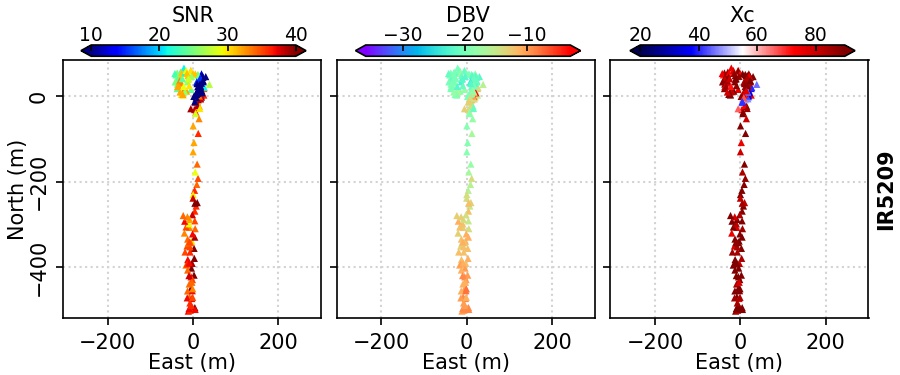 SNR DBV Xc
10 20 30 40 −30 −20 −10 20 40 60 80
North (m)
0
−200
−400
IR5209
−200 0 200 −200 0 200 −200 0 200
East (m) East (m) East (m)